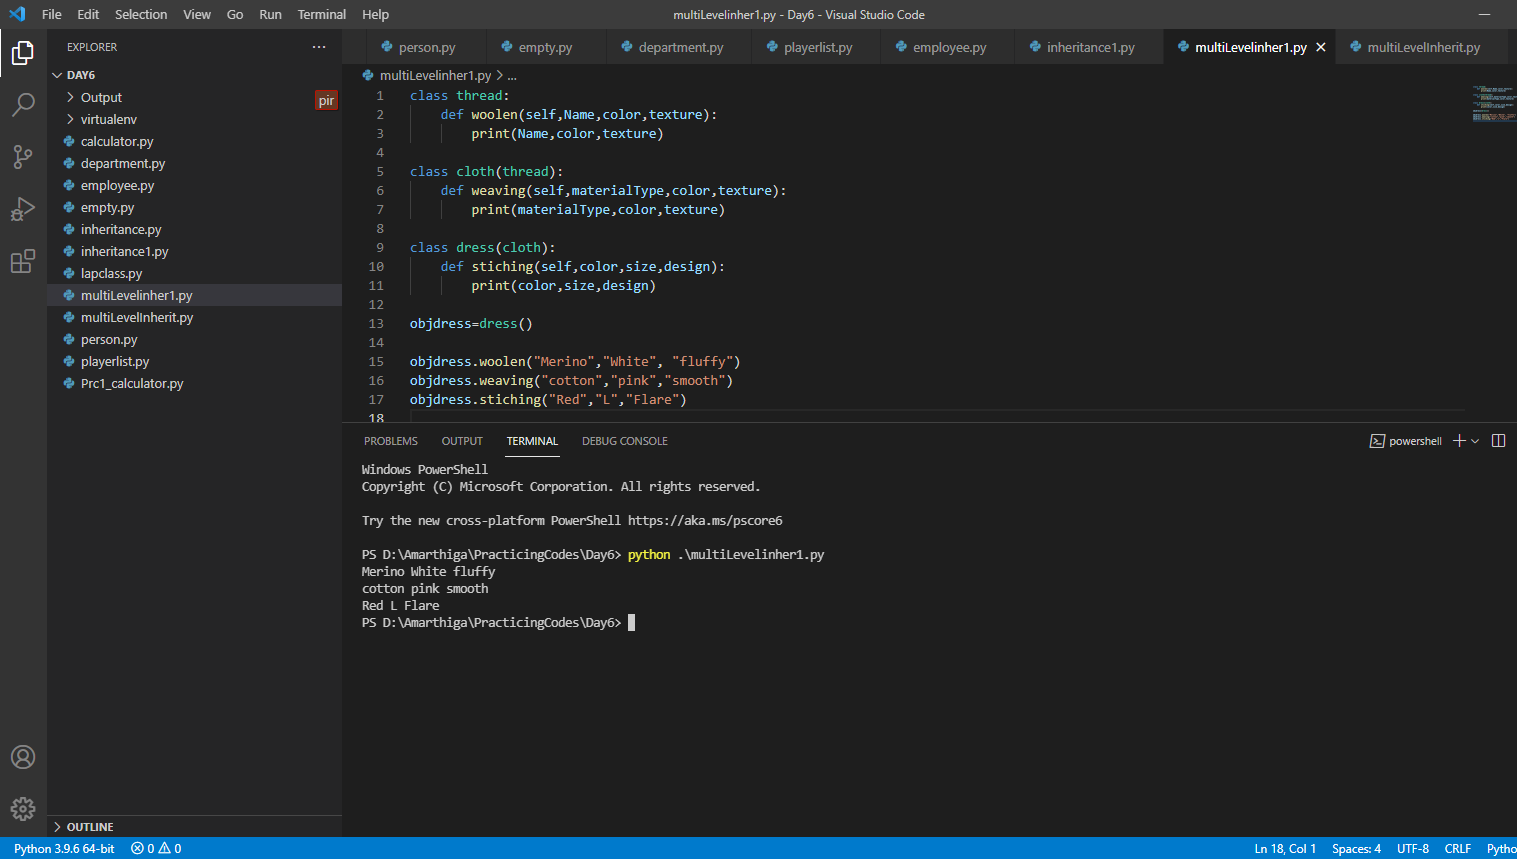 File Edit Selection View Go Run Terminal Help
multiLevelinher1.py - Day6 - Visual Studio Code
EXPLORER
DAY6
Output
pir
virtualenv
calculator.py
department.py
employee.py
empty.py
inheritance.py
inheritance1.py
lapclass.py
multiLevelinher1.py
multiLevelInherit.py
person.py
playerlist.py
Prc1_calculator.py
OUTLINE
person.py empty.py department.py playerlist.py employee.py inheritance1.py multiLevelinher1.py multiLevelInherit.py
multiLevelinher1.py > ...
1 class thread:
2     def woolen(self,Name,color,texture):
3         print(Name,color,texture)
4
5 class cloth(thread):
6     def weaving(self,materialType,color,texture):
7         print(materialType,color,texture)
8
9 class dress(cloth):
10     def stiching(self,color,size,design):
11         print(color,size,design)
12
13 objdress=dress()
14
15 objdress.woolen("Merino","White", "fluffy")
16 objdress.weaving("cotton","pink","smooth")
17 objdress.stiching("Red","L","Flare")
18
PROBLEMS OUTPUT TERMINAL DEBUG CONSOLE
powershell
Windows PowerShell
Copyright (C) Microsoft Corporation. All rights reserved.
Try the new cross-platform PowerShell https://aka.ms/pscore6
PS D:\Amarthiga\PracticingCodes\Day6> python .\multiLevelinher1.py
Merino White fluffy
cotton pink smooth
Red L Flare
PS D:\Amarthiga\PracticingCodes\Day6>
Python 3.9.6 64-bit 0 0
Ln 18, Col 1 Spaces: 4 UTF-8 CRLF Pytho